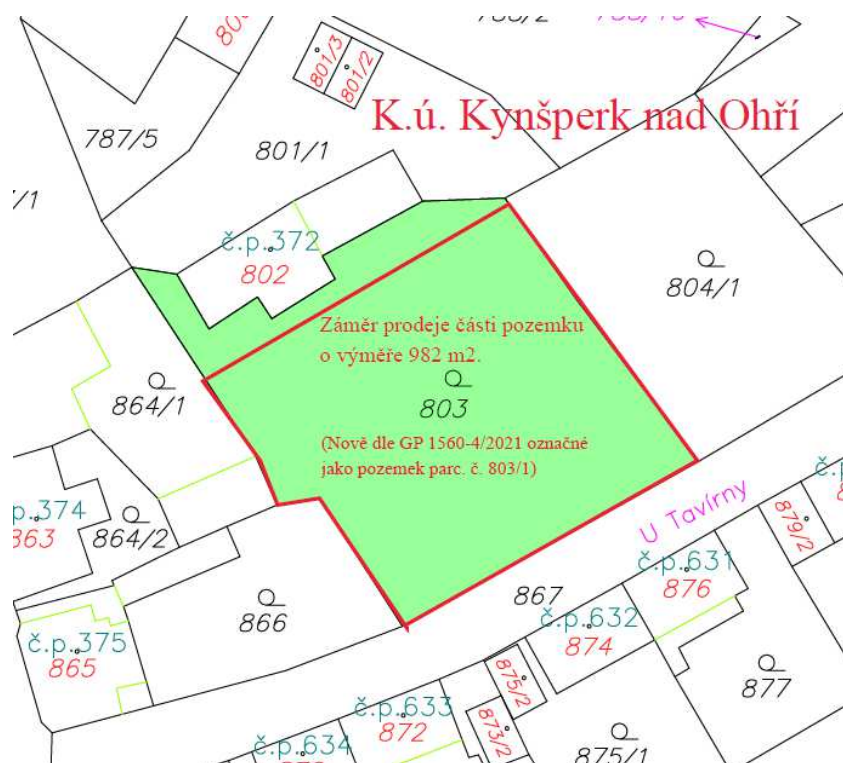 801/3
801/2
K.ú. Kynšperk nad Ohří
787/5
801/1
č.p.372
802
804/1
Záměr prodeje části pozemku
o výměře 982 m2.
864/1
803
(Nově dle GP 1560-4/2021 označné
jako pozemek parc. č. 803/1)
U Tavírny
č.p.374
863
864/2
879/2
č.p.631
876
866
867
č.p.632
874
č.p.375
865
875/2
877
č.p.633
872
873/2
č.p.634
875/1